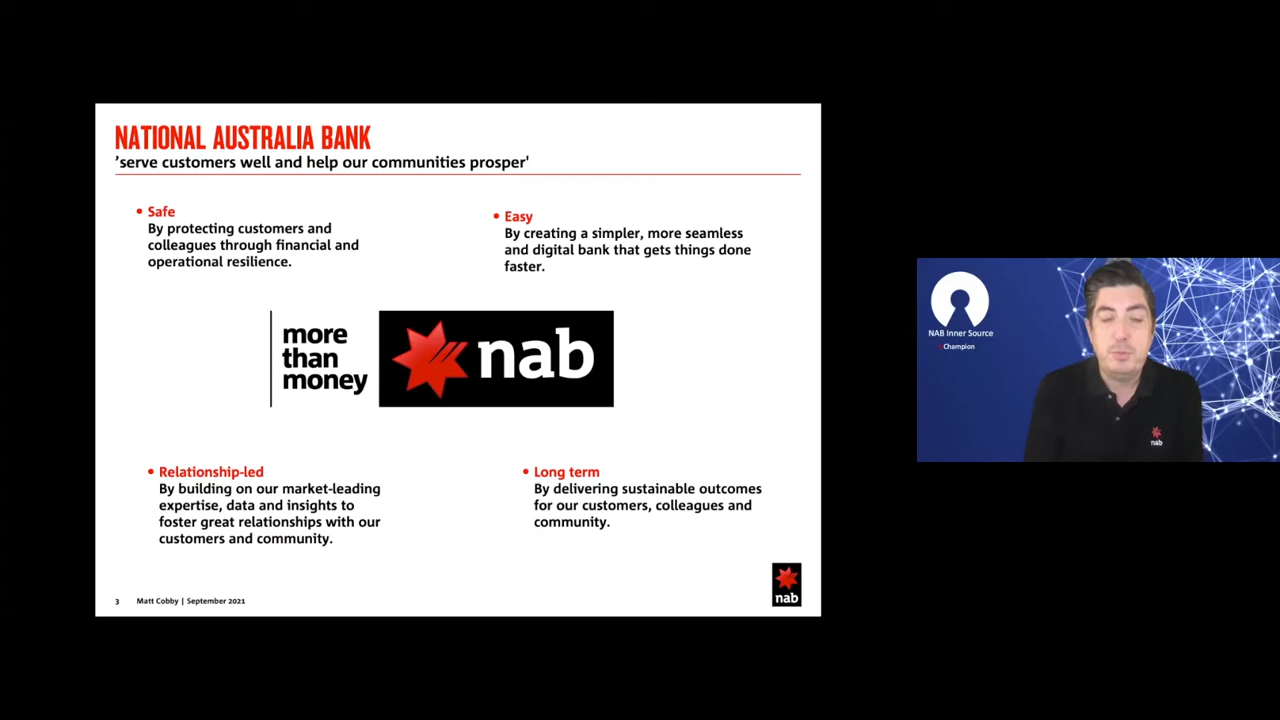 NATIONAL AUSTRALIA BANK
’serve customers well and help our communities prosper'
• Safe
By protecting customers and
colleagues through financial and
operational resilience.
• Easy
By creating a simpler, more seamless
and digital bank that gets things done
faster.
more
than
money
nab
• Relationship-led
By building on our market-leading
expertise, data and insights to
foster great relationships with our
customers and community.
• Long term
By delivering sustainable outcomes
for our customers, colleagues and
community.
3 Matt Cobby | September 2021
nab
NAB Inner Source
Champion
nab